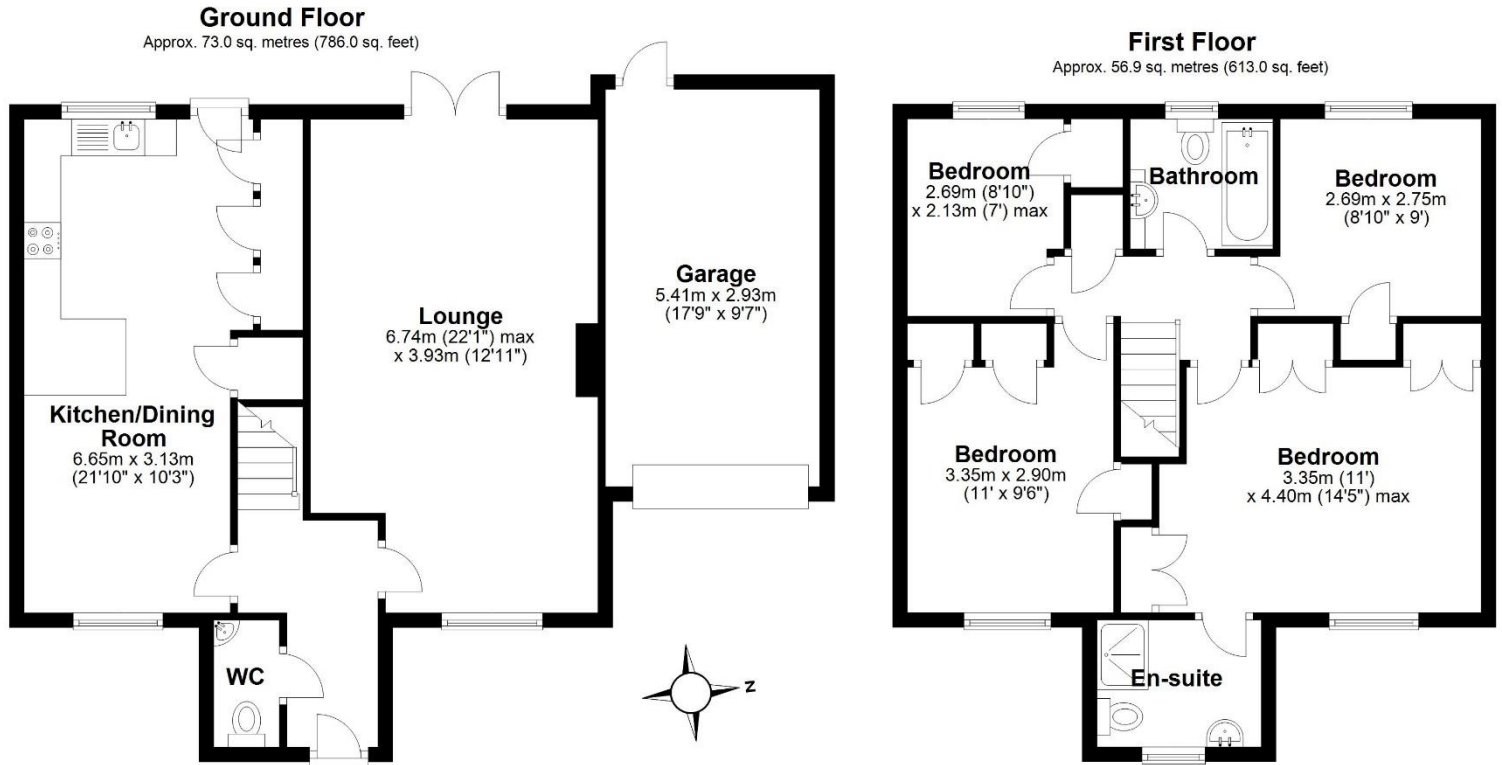 Ground Floor
Approx. 73.0 sq. metres (786.0 sq. feet)
Kitchen/Dining
Room
6.65m x 3.13m
(21'10" x 10'3")
Lounge
6.74m (22'1") max
x 3.93m (12'11")
Garage
5.41m x 2.93m
(17'9" x 9'7")
WC
N
First Floor
Approx. 56.9 sq. metres (613.0 sq. feet)
Bedroom
2.69m (8'10")
x 2.13m (7') max
Bathroom
Bedroom
2.69m x 2.75m
(8'10" x 9')
Bedroom
3.35m x 2.90m
(11' x 9'6")
Bedroom
3.35m (11')
x 4.40m (14'5") max
En-suite